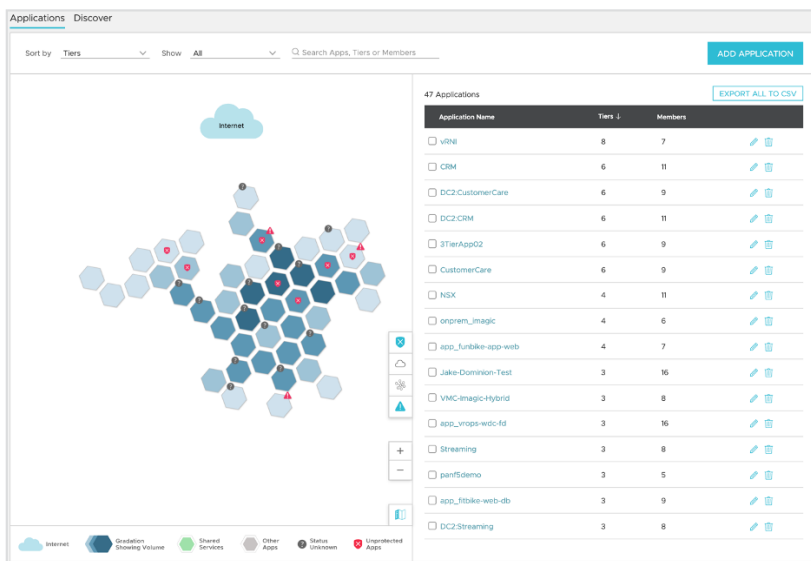 Applications Discover
Sort by Tiers Show All Search Apps, Tiers or Members ADD APPLICATION
Internet
47 Applications EXPORT ALL TO CSV
Application Name Tiers ↓ Members
vRNI 8 7
CRM 6 11
DC2:CustomerCare 6 9
DC2:CRM 6 11
3TierApp02 6 9
CustomerCare 6 9
NSX 4 11
onprem_imagic 4 6
app_funbike-app-web 4 7
Jake-Dominion-Test 3 16
VMC-Imagic-Hybrid 3 8
app_vrops-wdc-fd 3 16
Streaming 3 8
panf5demo 3 5
app_fitbike-web-db 3 9
DC2:Streaming 3 8
Internet
Gradation
Showing Volume
Shared
Services
Other
Apps
Status
Unknown
Unprotected
Apps